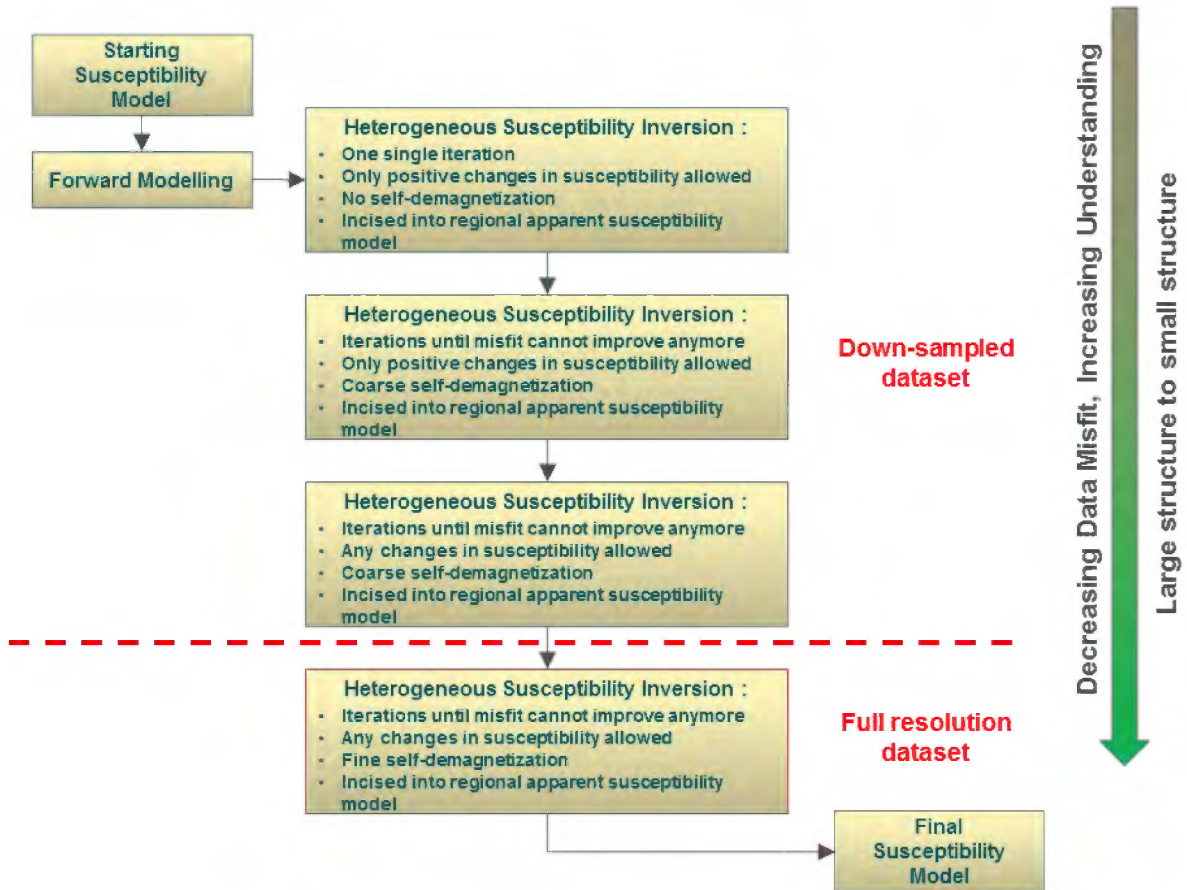 Starting
Susceptibility
Model
Forward Modelling
Heterogeneous Susceptibility Inversion :
· One single iteration
· Only positive changes in susceptibility allowed
· No self-demagnetization
· Incised into regional apparent susceptibility
model
Heterogeneous Susceptibility Inversion :
· Iterations until misfit cannot improve anymore
· Only positive changes in susceptibility allowed
· Coarse self-demagnetization
· Incised into regional apparent susceptibility
model
Down-sampled
dataset
Heterogeneous Susceptibility Inversion :
· Iterations until misfit cannot improve anymore
· Any changes in susceptibility allowed
· Coarse self-demagnetization
· Incised into regional apparent susceptibility
model
Heterogeneous Susceptibility Inversion :
· Iterations until misfit cannot improve anymore
· Any changes in susceptibility allowed
· Fine self-demagnetization
· Incised into regional apparent susceptibility
model
Full resolution
dataset
Final
Susceptibility
Model
Decreasing Data Misfit, Increasing Understanding
Large structure to small structure